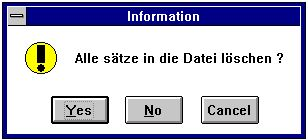 Information
Alle sätze in die Datei löschen ?
Yes No Cancel